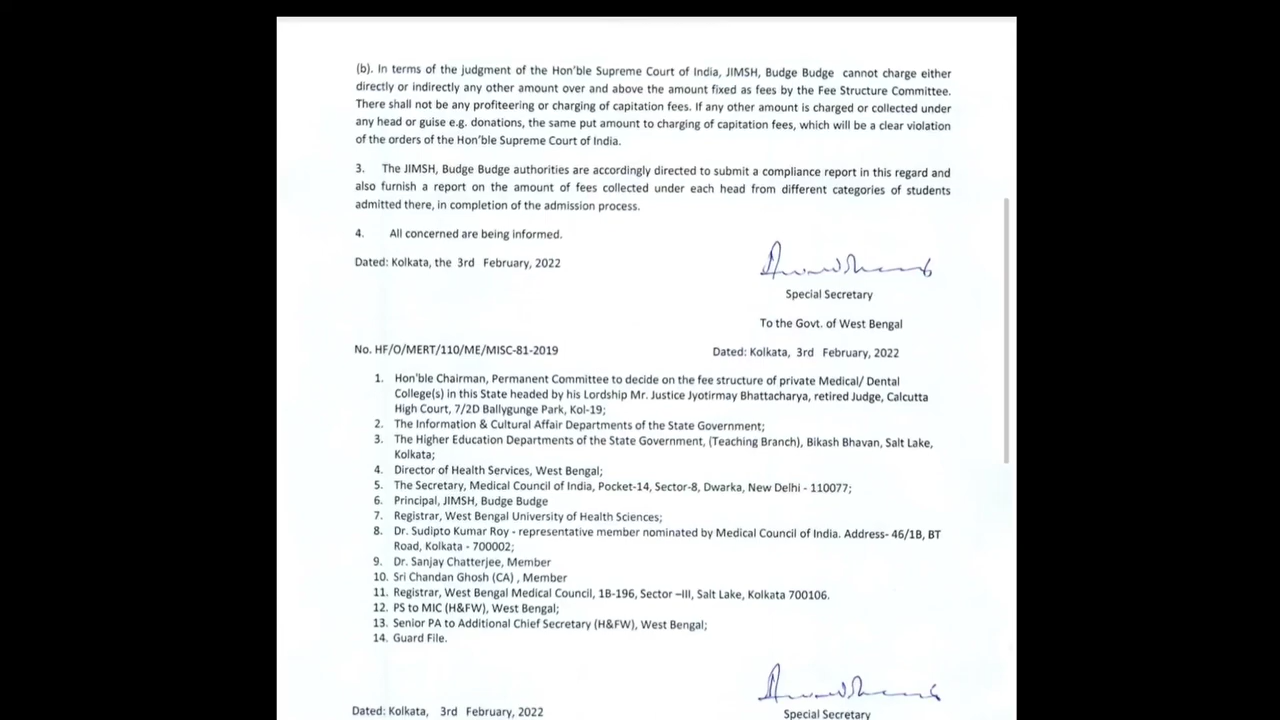 (b). In terms of the judgment of the Hon'ble Supreme Court of India, JIMSH, Budge Budge cannot charge either
directly or indirectly any other amount over and above the amount fixed as fees by the Fee Structure Committee.
There shall not be any profiteering or charging of capitation fees. If any other amount is charged or collected under
any head or guise e.g. donations, the same put amount to charging of capitation fees, which will be a clear violation
of the orders of the Hon'ble Supreme Court of India.
3. The JIMSH, Budge Budge authorities are accordingly directed to submit a compliance report in this regard and
also furnish a report on the amount of fees collected under each head from different categories of students
admitted there, in completion of the admission process.
4. All concerned are being informed.
Dated: Kolkata, the 3rd February, 2022
Special Secretary
To the Govt. of West Bengal
No. HF/O/MERT/110/ME/MISC-81-2019 Dated: Kolkata, 3rd February, 2022
1. Hon'ble Chairman, Permanent Committee to decide on the fee structure of private Medical/ Dental
College(s) in this State headed by his Lordship Mr. Justice Jyotirmay Bhattacharya, retired Judge, Calcutta
High Court, 7/2D Ballygunge Park, Kol-19;
2. The Information & Cultural Affair Departments of the State Government;
3. The Higher Education Departments of the State Government, (Teaching Branch), Bikash Bhavan, Salt Lake,
Kolkata;
4. Director of Health Services, West Bengal;
5. The Secretary, Medical Council of India, Pocket-14, Sector-8, Dwarka, New Delhi - 110077;
6. Principal, JIMSH, Budge Budge
7. Registrar, West Bengal University of Health Sciences;
8. Dr. Sudipto Kumar Roy - representative member nominated by Medical Council of India. Address- 46/1B, BT
Road, Kolkata - 700002;
9. Dr. Sanjay Chatterjee, Member
10. Sri Chandan Ghosh (CA) , Member
11. Registrar, West Bengal Medical Council, 1B-196, Sector –III, Salt Lake, Kolkata 700106.
12. PS to MIC (H&FW), West Bengal;
13. Senior PA to Additional Chief Secretary (H&FW), West Bengal;
14. Guard File.
Dated: Kolkata, 3rd February, 2022
Special Secretary